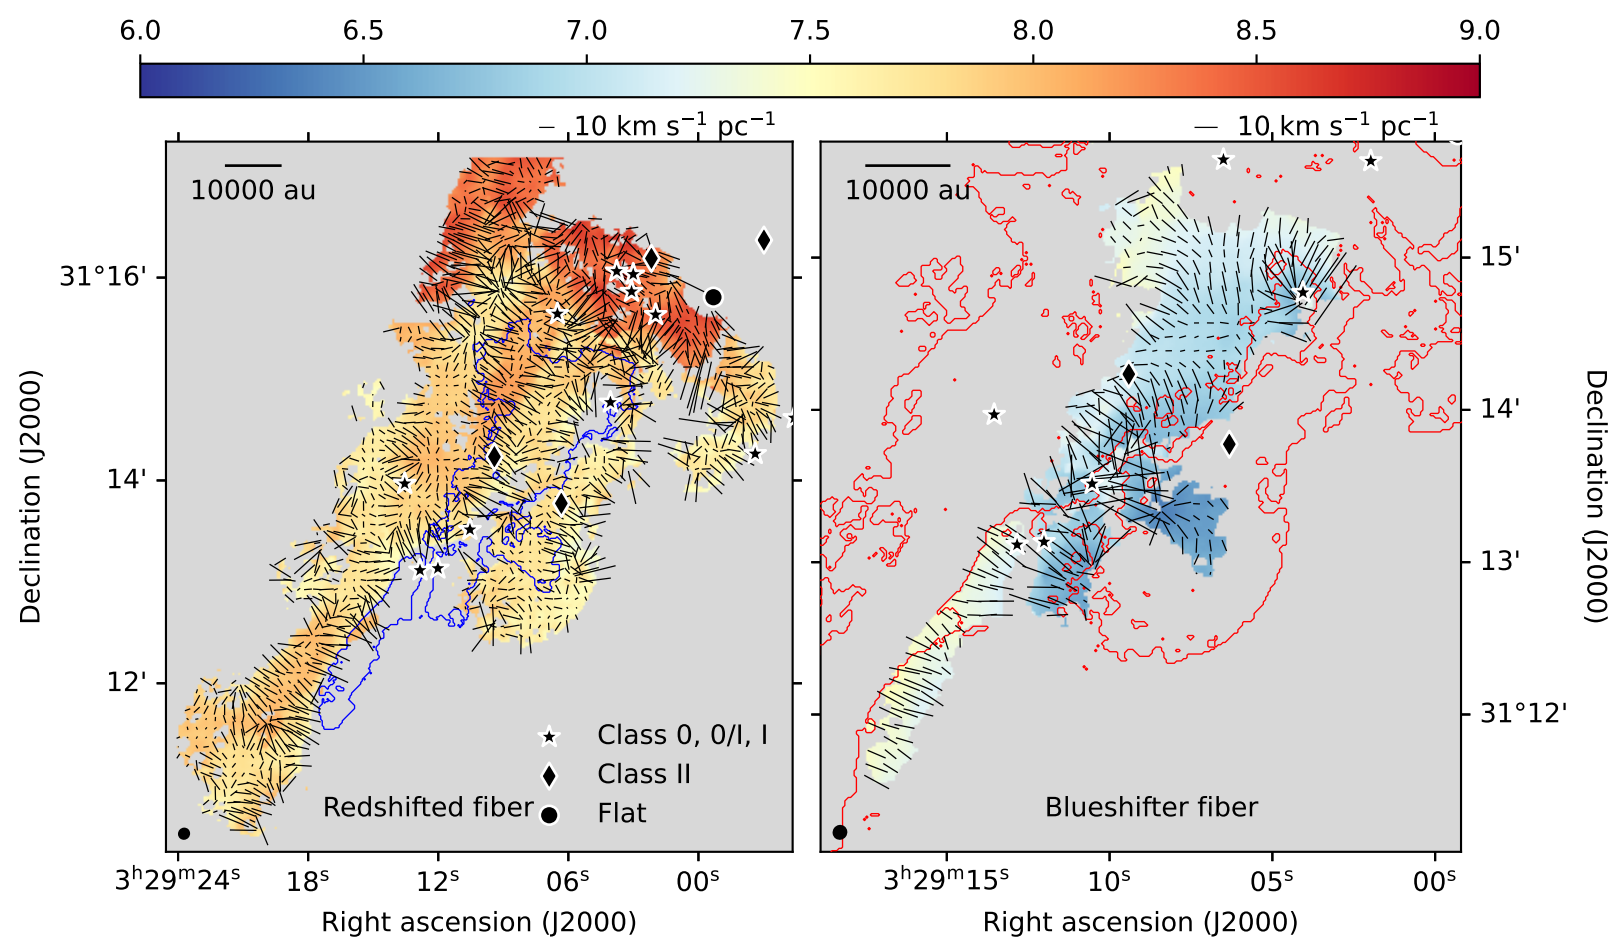 6.0 6.5 7.0 7.5 8.0 8.5 9.0
10 km s⁻¹ pc⁻¹ 10 km s⁻¹ pc⁻¹
10000 au 10000 au
31°16' 15'
14' 14'
13'
12' 31°12'
Declination (J2000) Declination (J2000)
Class 0, 0/I, I
Class II
Flat
Redshifted fiber Blueshifter fiber
3ʰ29ᵐ24ˢ 18ˢ 12ˢ 06ˢ 00ˢ 3ʰ29ᵐ15ˢ 10ˢ 05ˢ 00ˢ
Right ascension (J2000) Right ascension (J2000)